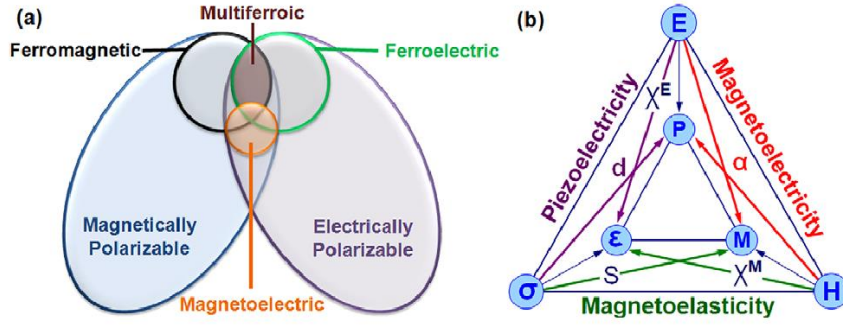 (a)
Multiferroic
Ferromagnetic
Ferroelectric
Magnetically
Polarizable
Electrically
Polarizable
Magnetoelectric
(b)
E
χᴱ
P
Piezoelectricity
Magnetoelectricity
d
α
ε
M
σ
S
χᴹ
H
Magnetoelasticity